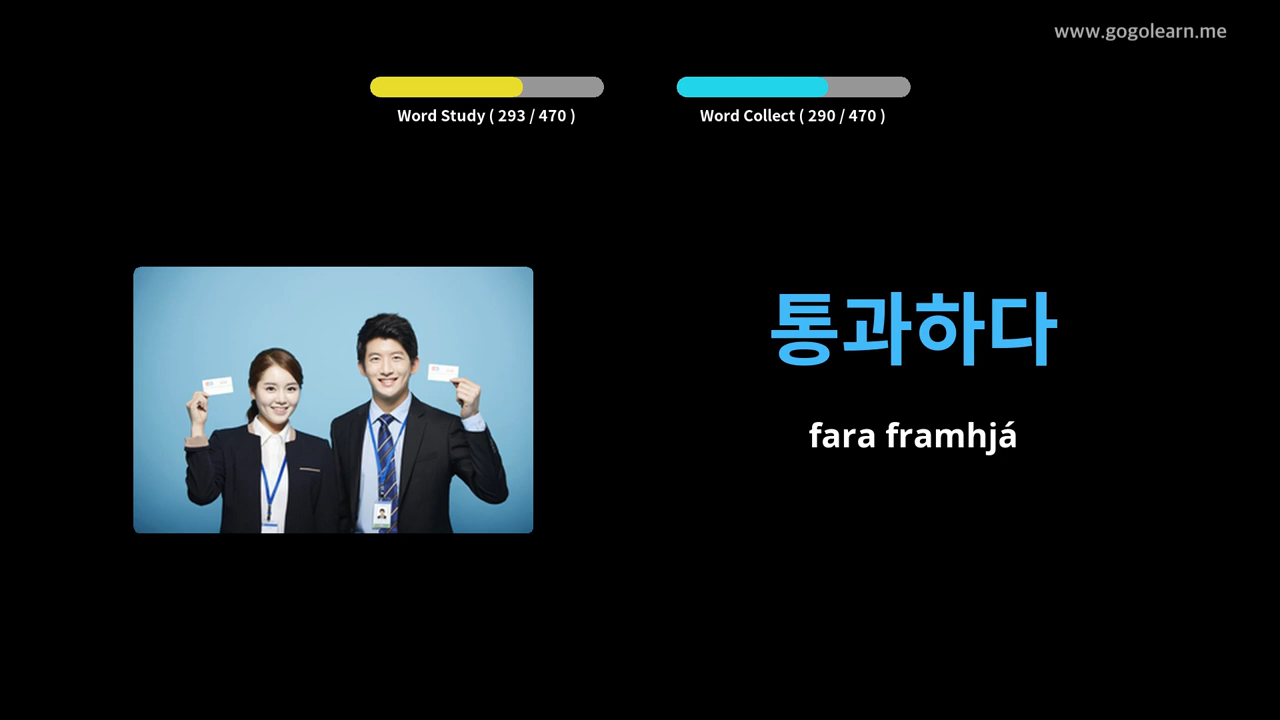 www.gogolearn.me
Word Study ( 293 / 470 )
Word Collect ( 290 / 470 )
통과하다
fara framhjá